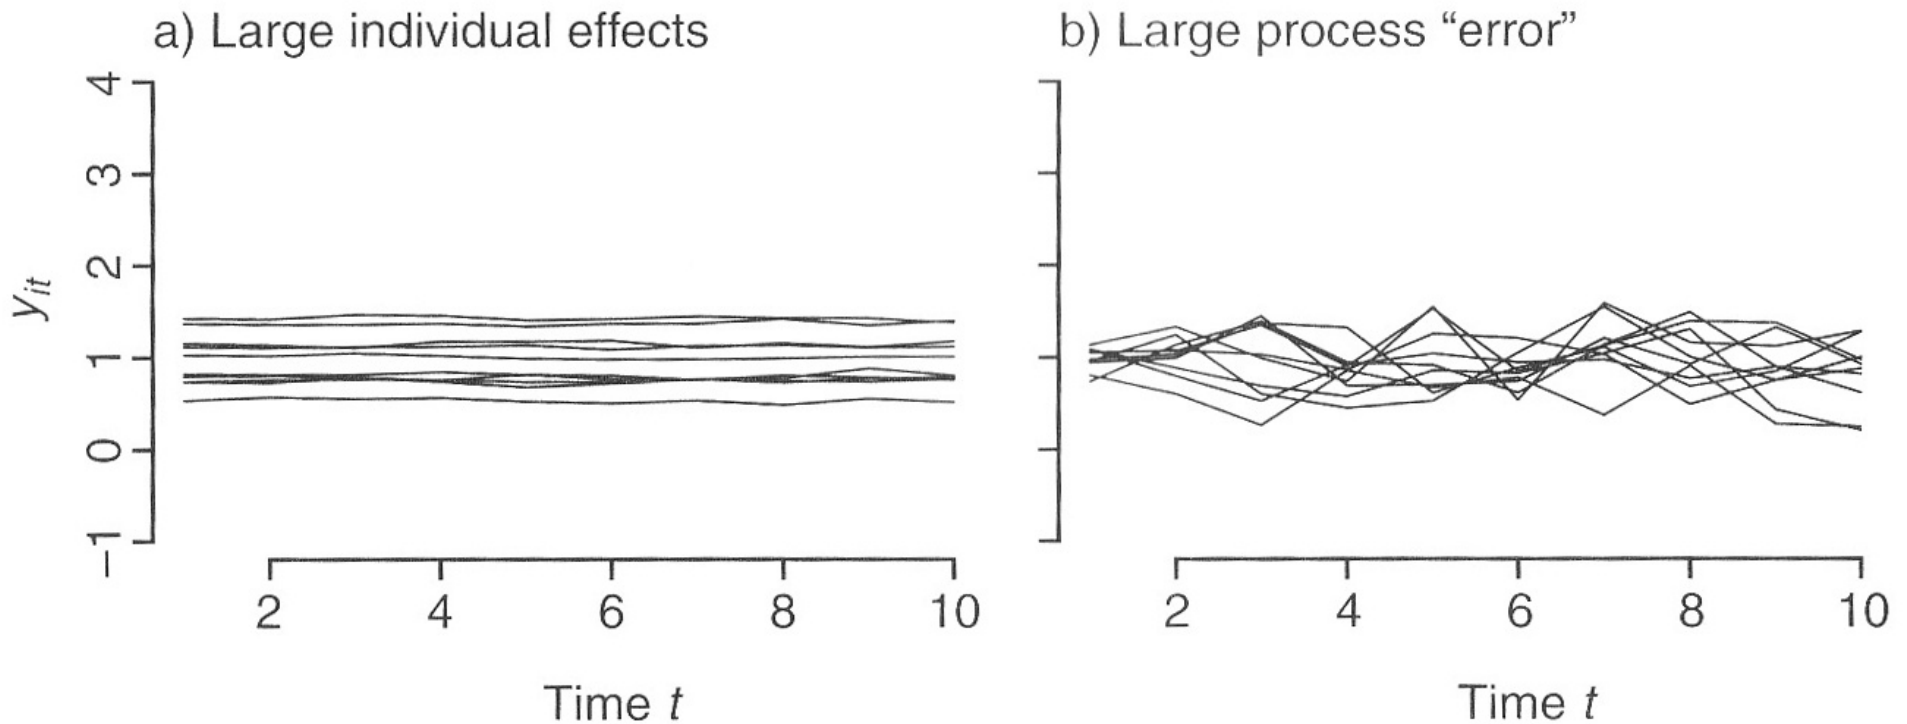 a) Large individual effects
b) Large process “error”
4
3
2
1
0
−1
y_it
2 4 6 8 10
2 4 6 8 10
Time t
Time t